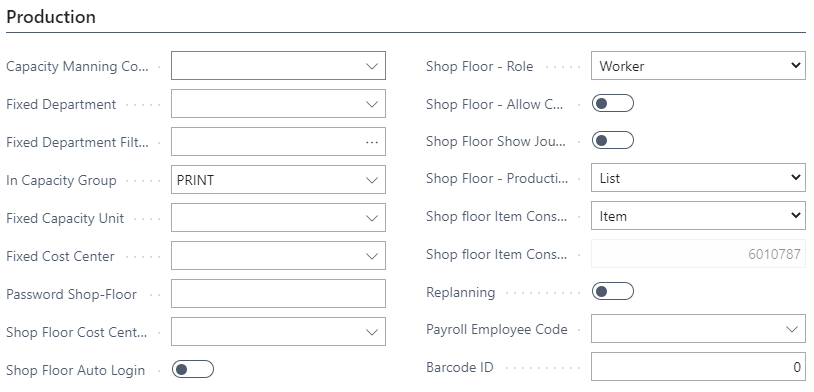 Production
Capacity Manning Co...
Fixed Department
Fixed Department Filt...
...
In Capacity Group
PRINT
Fixed Capacity Unit
Fixed Cost Center
Password Shop-Floor
Shop Floor Cost Cent...
Shop Floor Auto Login
Shop Floor - Role
Worker
Shop Floor - Allow C...
Shop Floor Show Jou...
Shop Floor - Producti...
List
Shop floor Item Cons...
Item
Shop floor Item Cons...
6010787
Replanning
Payroll Employee Code
Barcode ID
0